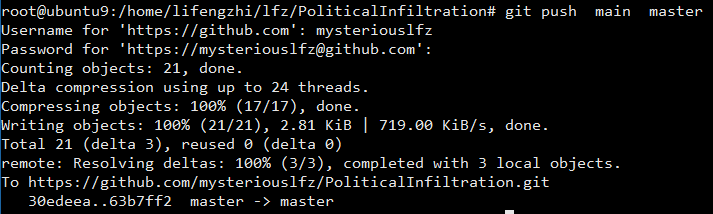 root@ubuntu9:/home/lifengzhi/lfz/PoliticalInfiltration# git push  main  master
Username for 'https://github.com': mysteriouslfz
Password for 'https://mysteriouslfz@github.com':
Counting objects: 21, done.
Delta compression using up to 24 threads.
Compressing objects: 100% (17/17), done.
Writing objects: 100% (21/21), 2.81 KiB | 719.00 KiB/s, done.
Total 21 (delta 3), reused 0 (delta 0)
remote: Resolving deltas: 100% (3/3), completed with 3 local objects.
To https://github.com/mysteriouslfz/PoliticalInfiltration.git
   30edeea..63b7ff2  master -> master